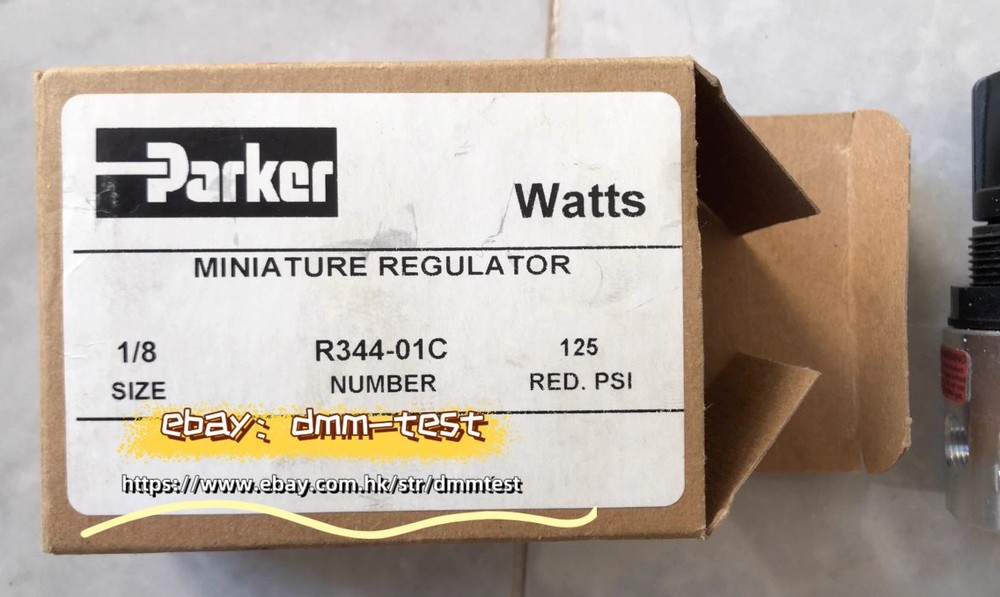 Parker
Watts
MINIATURE REGULATOR
1/8 R344-01C 125
SIZE NUMBER RED. PSI
ebay: dmm-test
https://www.ebay.com.hk/str/dmmtest